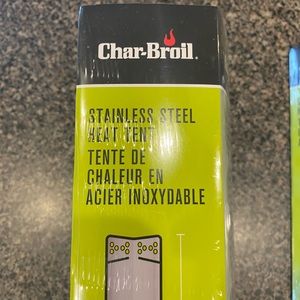 Char-Broil®
STAINLESS STEEL
HEAT TENT
TENTE DE
CHALEUR EN
ACIER INOXYDABLE